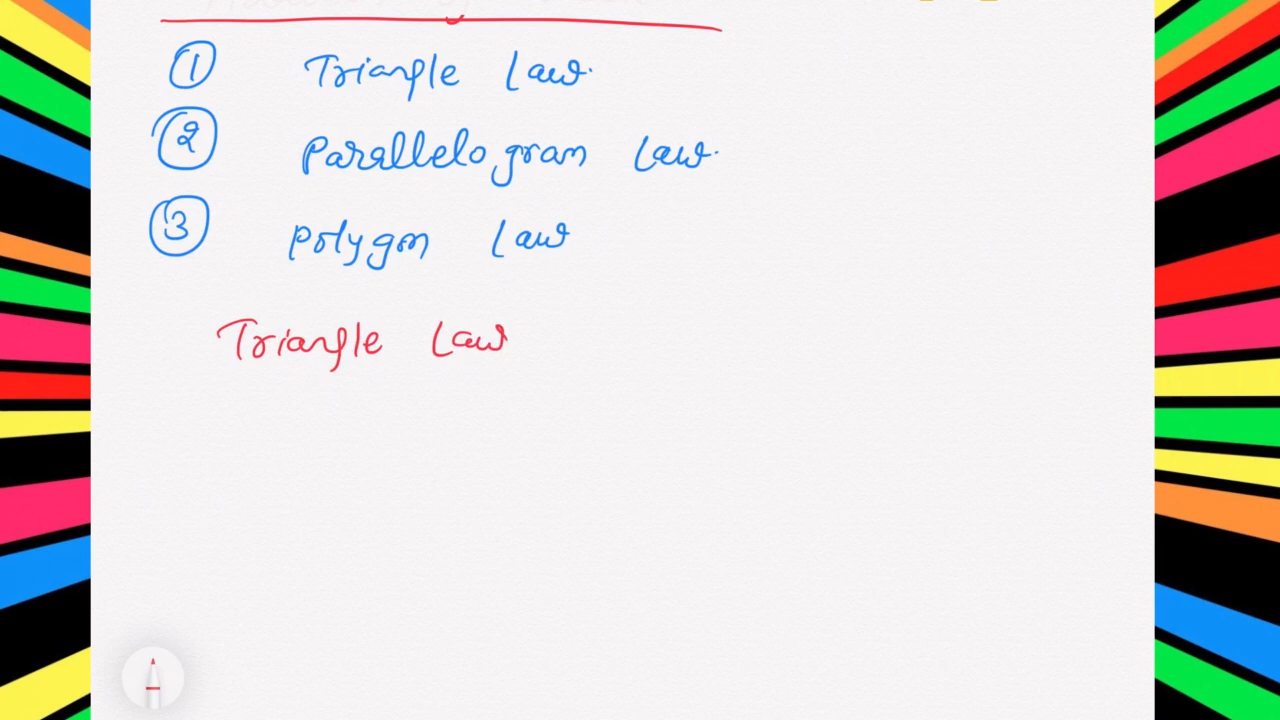 ① Triangle Law.
② Parallelogram Law.
③ Polygon Law
Triangle Law